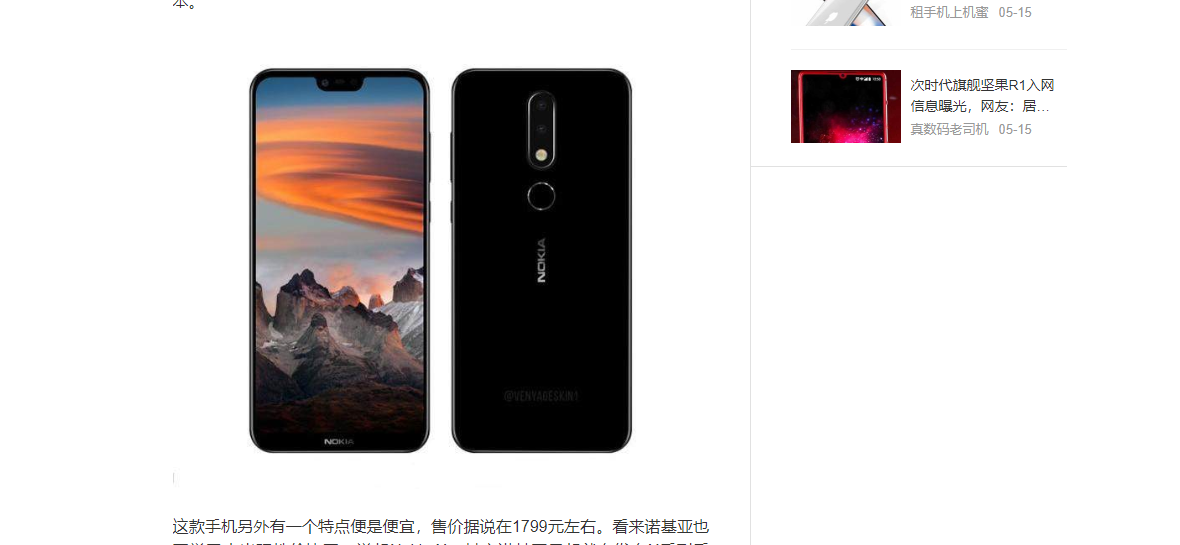 本。
NOKIA
NOKIA
@VENYAGESKIN1
这款手机另外有一个特点便是便宜，售价据说在1799元左右。看来诺基亚也
租手机上机蜜 05-15
次时代旗舰坚果R1入网
信息曝光，网友：居...
真数码老司机 05-15